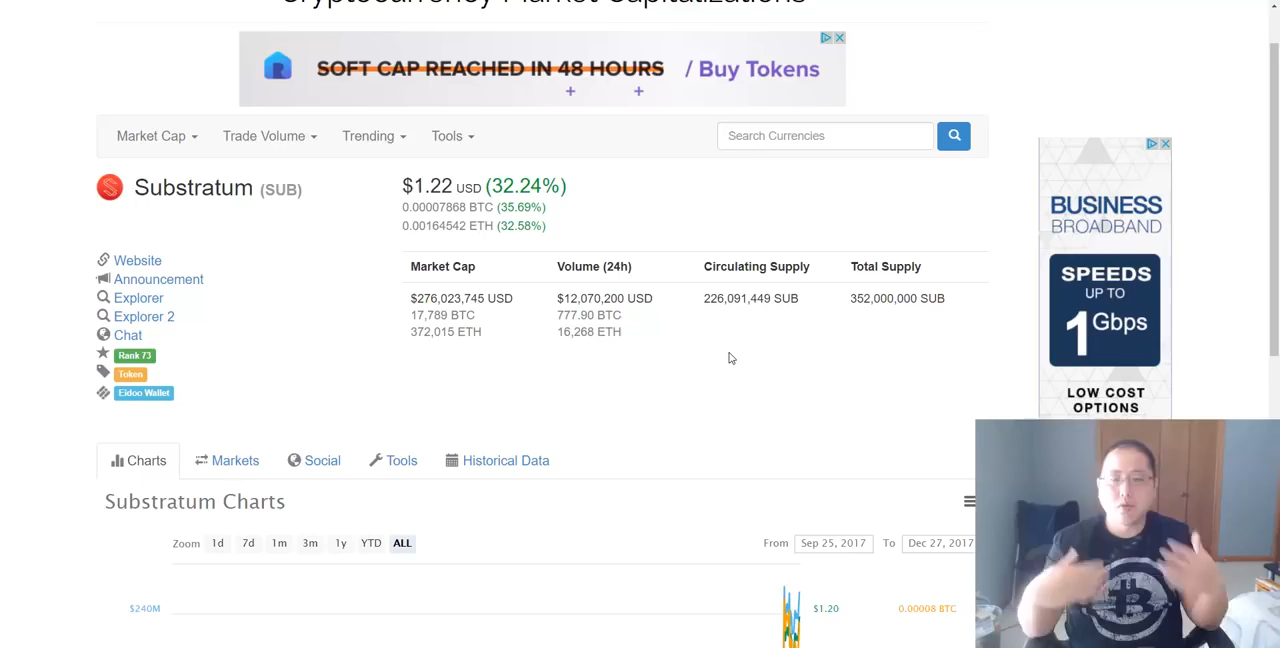 Cryptocurrency Market Capitalizations
SOFT CAP REACHED IN 48 HOURS / Buy Tokens
Market Cap Trade Volume Trending Tools Search Currencies
Substratum (SUB) $1.22 USD (32.24%)
0.00007868 BTC (35.69%)
0.00164542 ETH (32.58%)
BUSINESS
BROADBAND
SPEEDS
UP TO
1 Gbps
LOW COST
OPTIONS
Website
Announcement
Explorer
Explorer 2
Chat
Rank 73
Token
Eidoo Wallet
Market Cap Volume (24h) Circulating Supply Total Supply
$276,023,745 USD $12,070,200 USD 226,091,449 SUB 352,000,000 SUB
17,789 BTC 777.90 BTC
372,015 ETH 16,268 ETH
Charts Markets Social Tools Historical Data
Substratum Charts
Zoom 1d 7d 1m 3m 1y YTD ALL From Sep 25, 2017 To Dec 27, 2017
$240M $1.20 0.00008 BTC